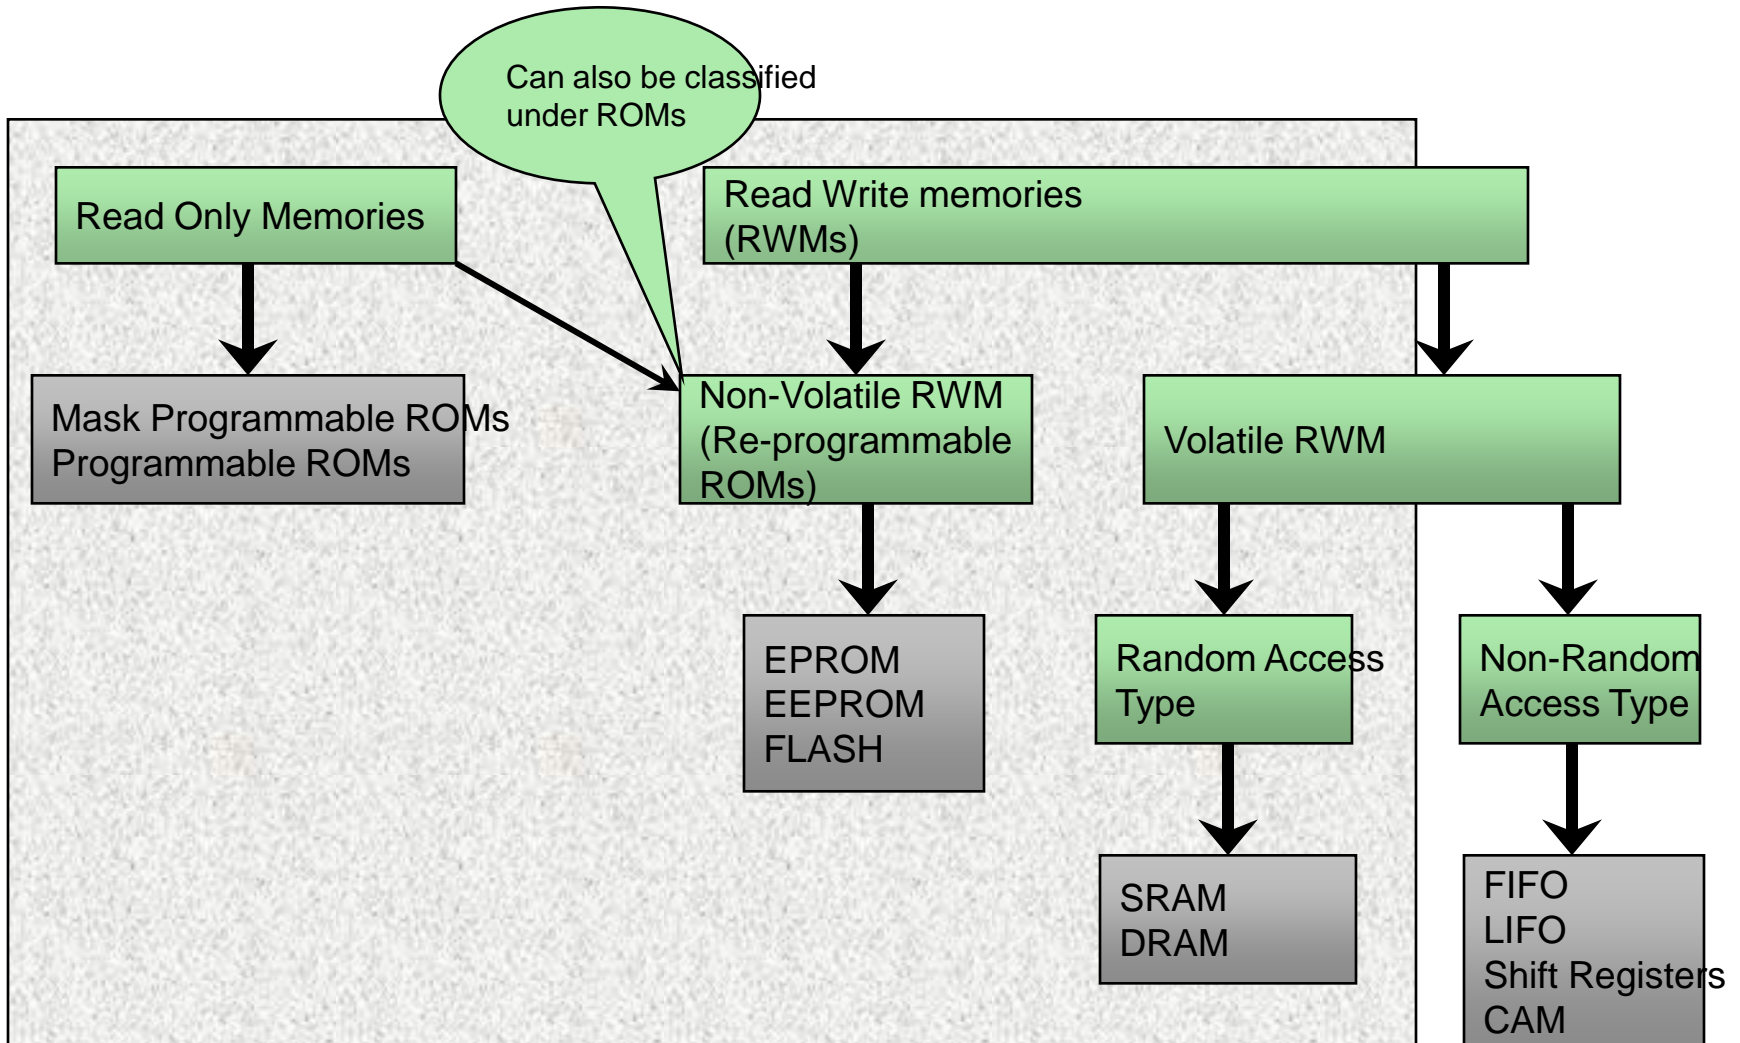 Can also be classified
under ROMs
Read Only Memories
Read Write memories
(RWMs)
Mask Programmable ROMs
Programmable ROMs
Non-Volatile RWM
(Re-programmable
ROMs)
Volatile RWM
EPROM
EEPROM
FLASH
Random Access
Type
Non-Random
Access Type
SRAM
DRAM
FIFO
LIFO
Shift Registers
CAM